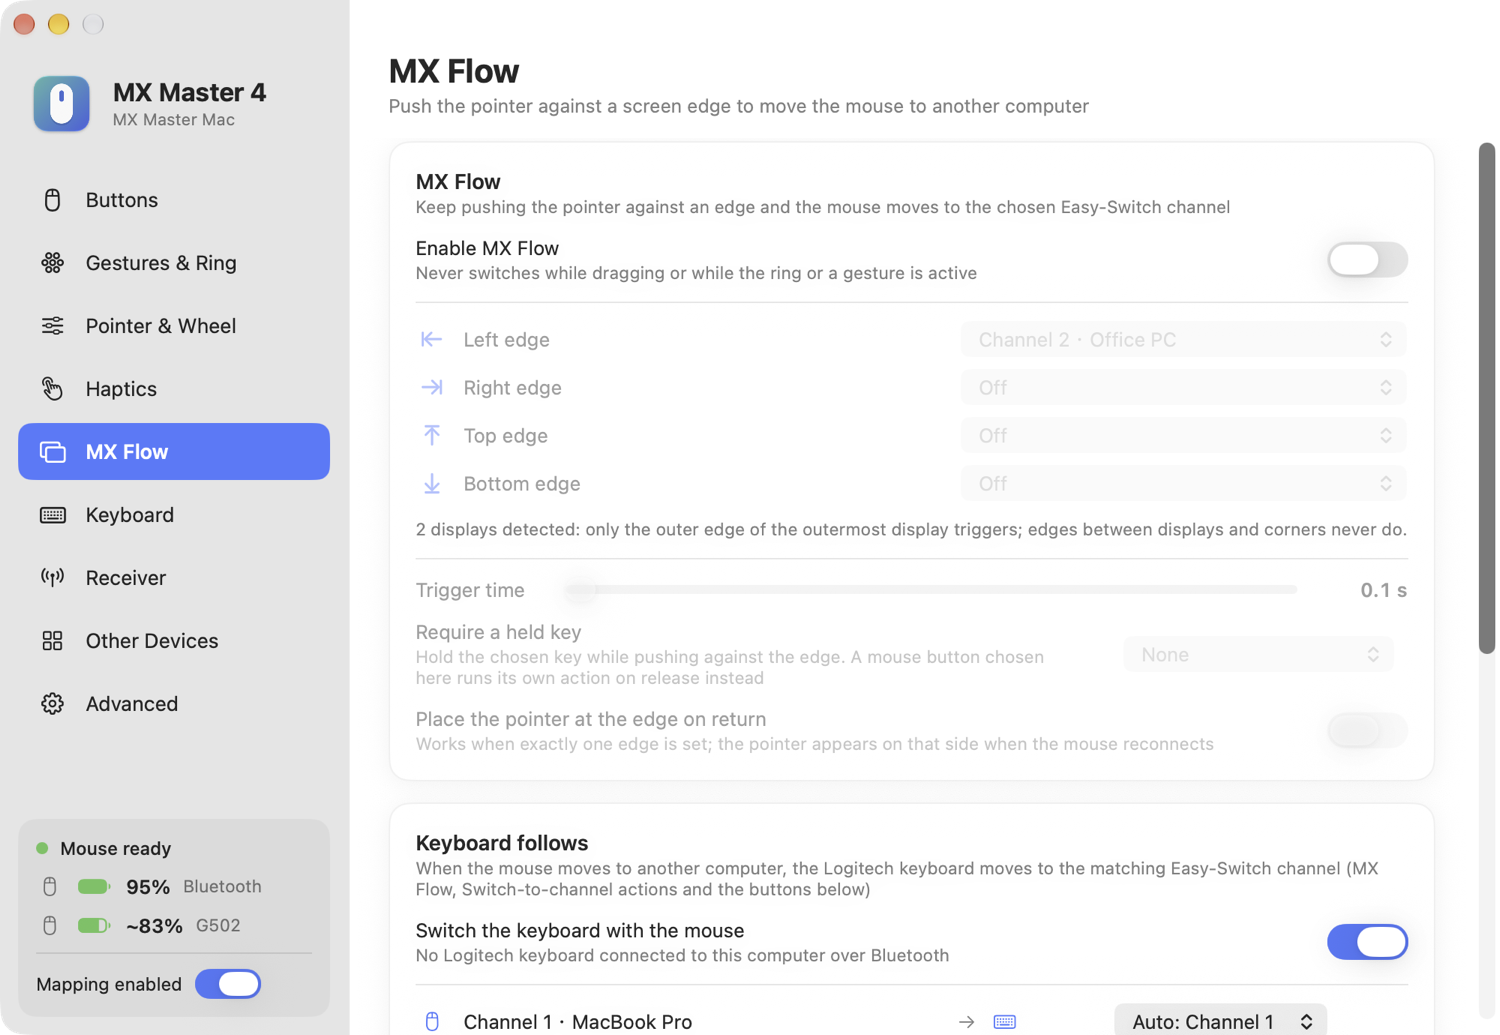 MX Master 4
MX Master Mac
Buttons
Gestures & Ring
Pointer & Wheel
Haptics
MX Flow
Keyboard
Receiver
Other Devices
Advanced
Mouse ready
95% Bluetooth
~83% G502
Mapping enabled
MX Flow
Push the pointer against a screen edge to move the mouse to another computer
MX Flow
Keep pushing the pointer against an edge and the mouse moves to the chosen Easy-Switch channel
Enable MX Flow
Never switches while dragging or while the ring or a gesture is active
Left edge Channel 2 · Office PC
Right edge Off
Top edge Off
Bottom edge Off
2 displays detected: only the outer edge of the outermost display triggers; edges between displays and corners never do.
Trigger time 0.1 s
Require a held key
Hold the chosen key while pushing against the edge. A mouse button chosen
here runs its own action on release instead
None
Place the pointer at the edge on return
Works when exactly one edge is set; the pointer appears on that side when the mouse reconnects
Keyboard follows
When the mouse moves to another computer, the Logitech keyboard moves to the matching Easy-Switch channel (MX
Flow, Switch-to-channel actions and the buttons below)
Switch the keyboard with the mouse
No Logitech keyboard connected to this computer over Bluetooth
Channel 1 · MacBook Pro → Auto: Channel 1